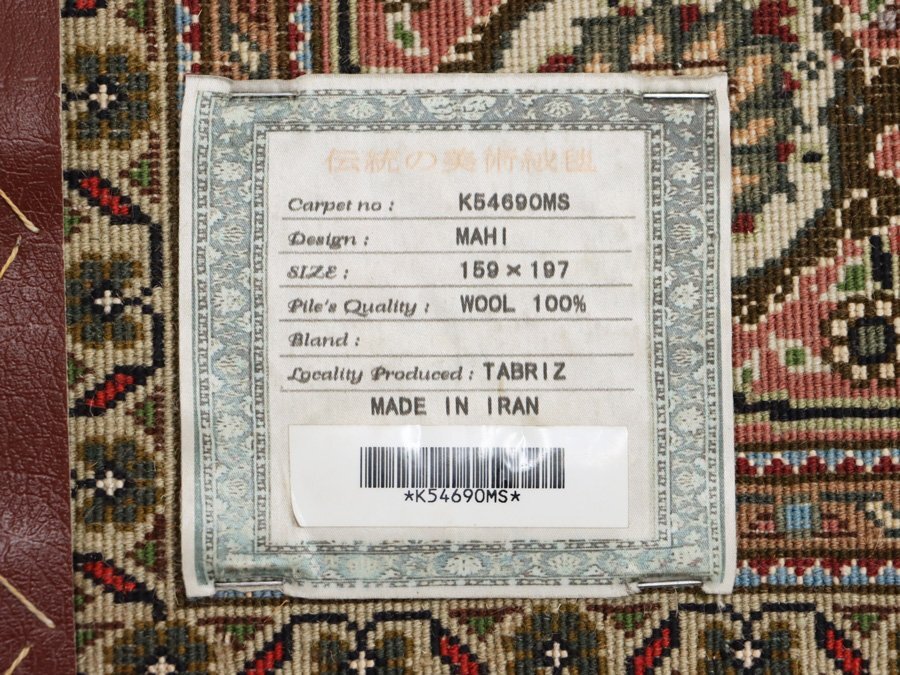 伝統の美術絨毯
Carpet no : K54690MS
Design : MAHI
SIZE : 159 × 197
Pile's Quality : WOOL 100%
Bland :
Locality Produced : TABRIZ
MADE IN IRAN
*K54690MS*